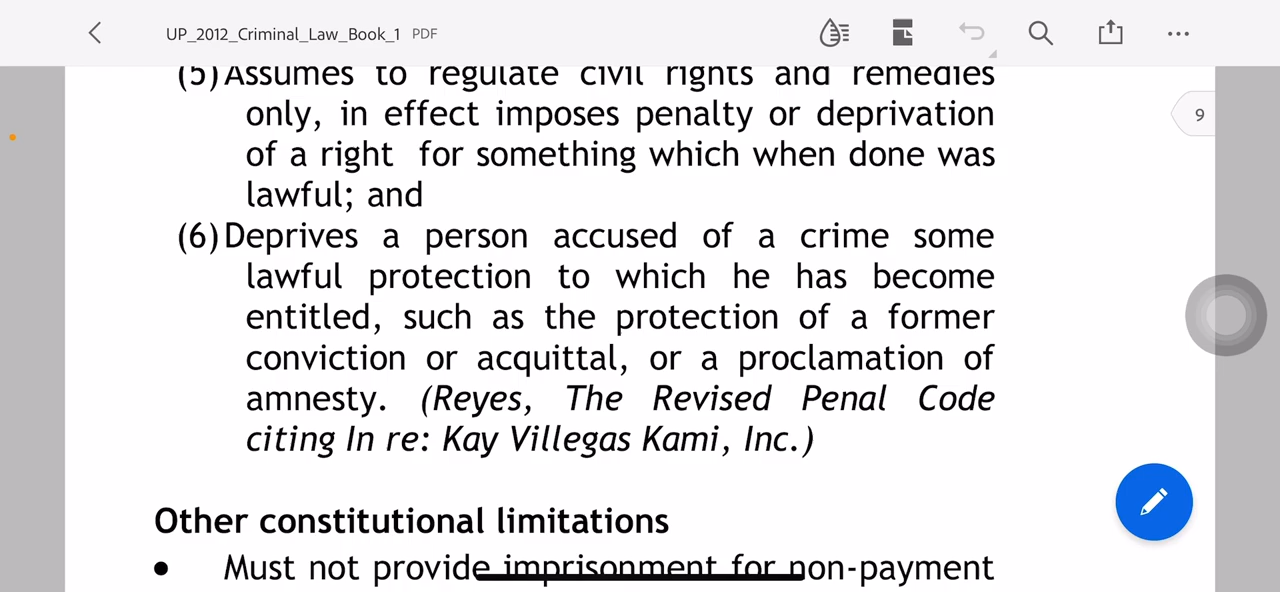 UP_2012_Criminal_Law_Book_1 PDF
(5) Assumes to regulate civil rights and remedies
only, in effect imposes penalty or deprivation
of a right for something which when done was
lawful; and
9
(6) Deprives a person accused of a crime some
lawful protection to which he has become
entitled, such as the protection of a former
conviction or acquittal, or a proclamation of
amnesty. (Reyes, The Revised Penal Code
citing In re: Kay Villegas Kami, Inc.)
Other constitutional limitations
• Must not provide imprisonment for non-payment